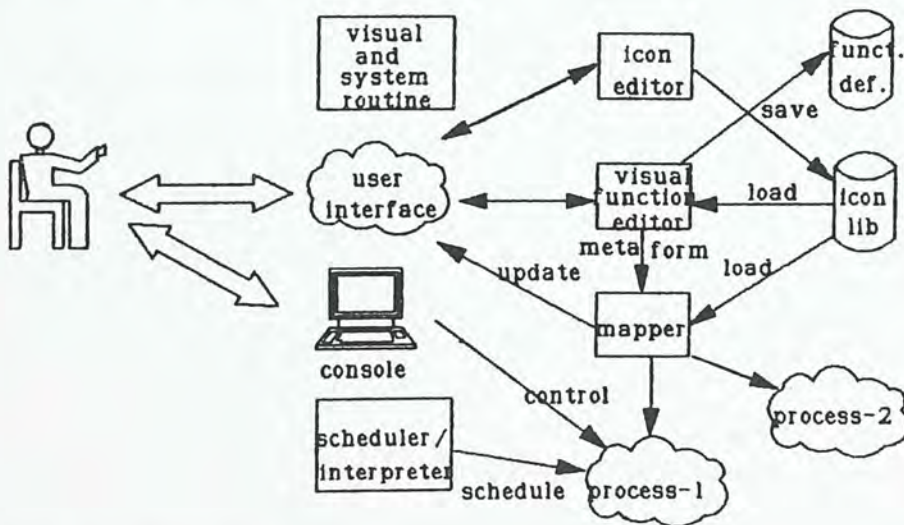 visual
and
system
routine
icon
editor
funct.
def.
save
user
interface
visual
function
editor
load
icon
lib
meta form
load
update
mapper
console
control
process-2
scheduler/
interpreter
schedule
process-1